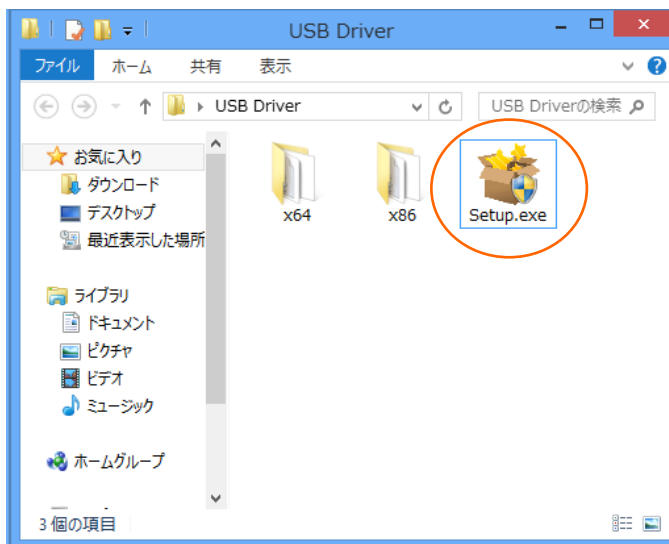 USB Driver
ファイル ホーム 共有 表示
USB Driver
USB Driverの検索
お気に入り
ダウンロード
デスクトップ
最近表示した場所
ライブラリ
ドキュメント
ピクチャ
ビデオ
ミュージック
ホームグループ
x64 x86 Setup.exe
3 個の項目